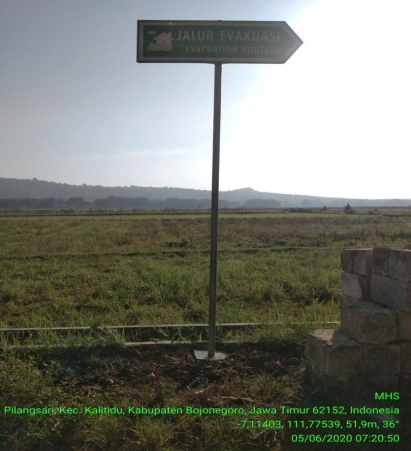 JALUR EVAKUASI
EVACUATION ROUTE
MHS
Pilangsari, Kec. Kalitidu, Kabupaten Bojonegoro, Jawa Timur 62152, Indonesia
-7,11403, 111,77539, 51,9m, 36°
05/06/2020 07:20:50